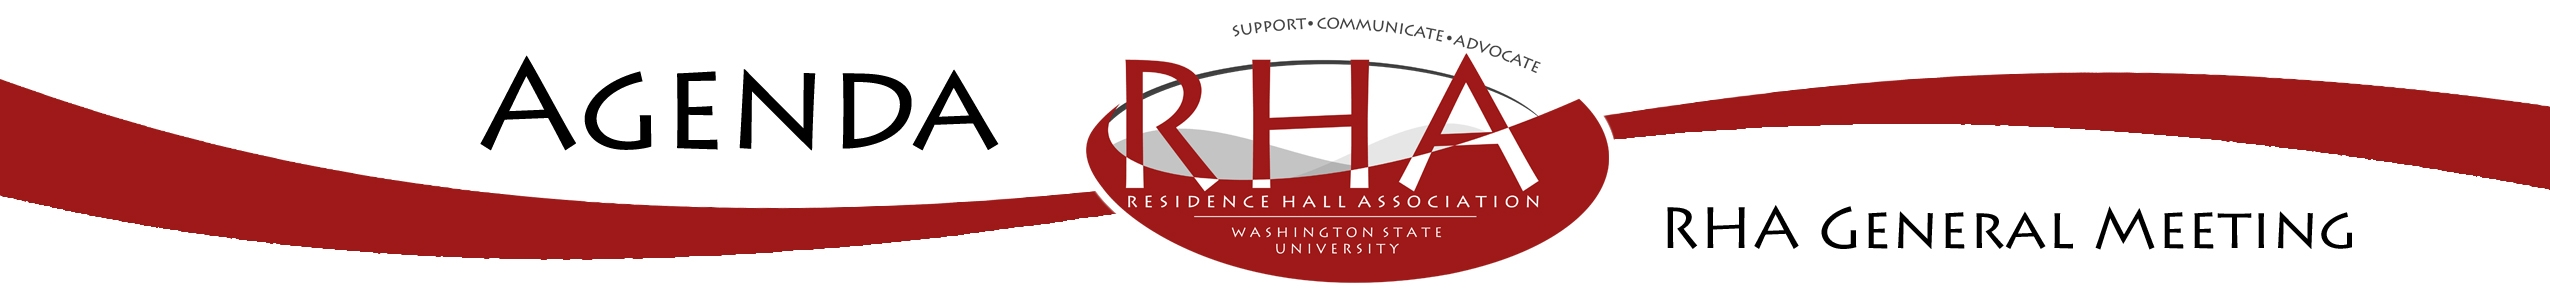 AGENDA
SUPPORT • COMMUNICATE • ADVOCATE
RHA
RESIDENCE HALL ASSOCIATION
WASHINGTON STATE
UNIVERSITY
RHA GENERAL MEETING